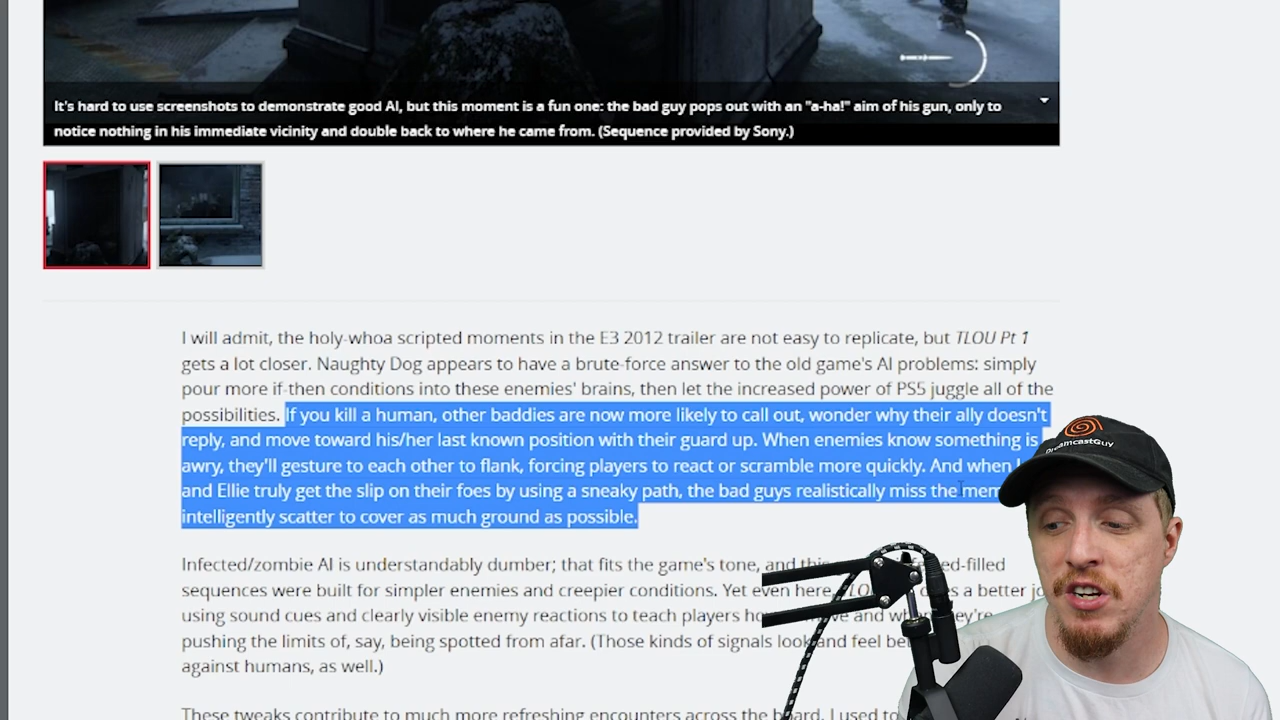 It's hard to use screenshots to demonstrate good AI, but this moment is a fun one: the bad guy pops out with an "a-ha!" aim of his gun, only to
notice nothing in his immediate vicinity and double back to where he came from. (Sequence provided by Sony.)
I will admit, the holy-whoa scripted moments in the E3 2012 trailer are not easy to replicate, but TLOU Pt 1
gets a lot closer. Naughty Dog appears to have a brute-force answer to the old game's AI problems: simply
pour more if-then conditions into these enemies' brains, then let the increased power of PS5 juggle all of the
possibilities. If you kill a human, other baddies are now more likely to call out, wonder why their ally doesn't
reply, and move toward his/her last known position with their guard up. When enemies know something is
awry, they'll gesture to each other to flank, forcing players to react or scramble more quickly. And when
and Ellie truly get the slip on their foes by using a sneaky path, the bad guys realistically miss the
intelligently scatter to cover as much ground as possible.
Infected/zombie AI is understandably dumber; that fits the game's tone, and
sequences were built for simpler enemies and creepier conditions. Yet even here, a better
using sound cues and clearly visible enemy reactions to teach players and
pushing the limits of, say, being spotted from afar. (Those kinds of signals look and feel
against humans, as well.)
These tweaks contribute to much more refreshing encounters across the board. I used to
DreamcastGuy